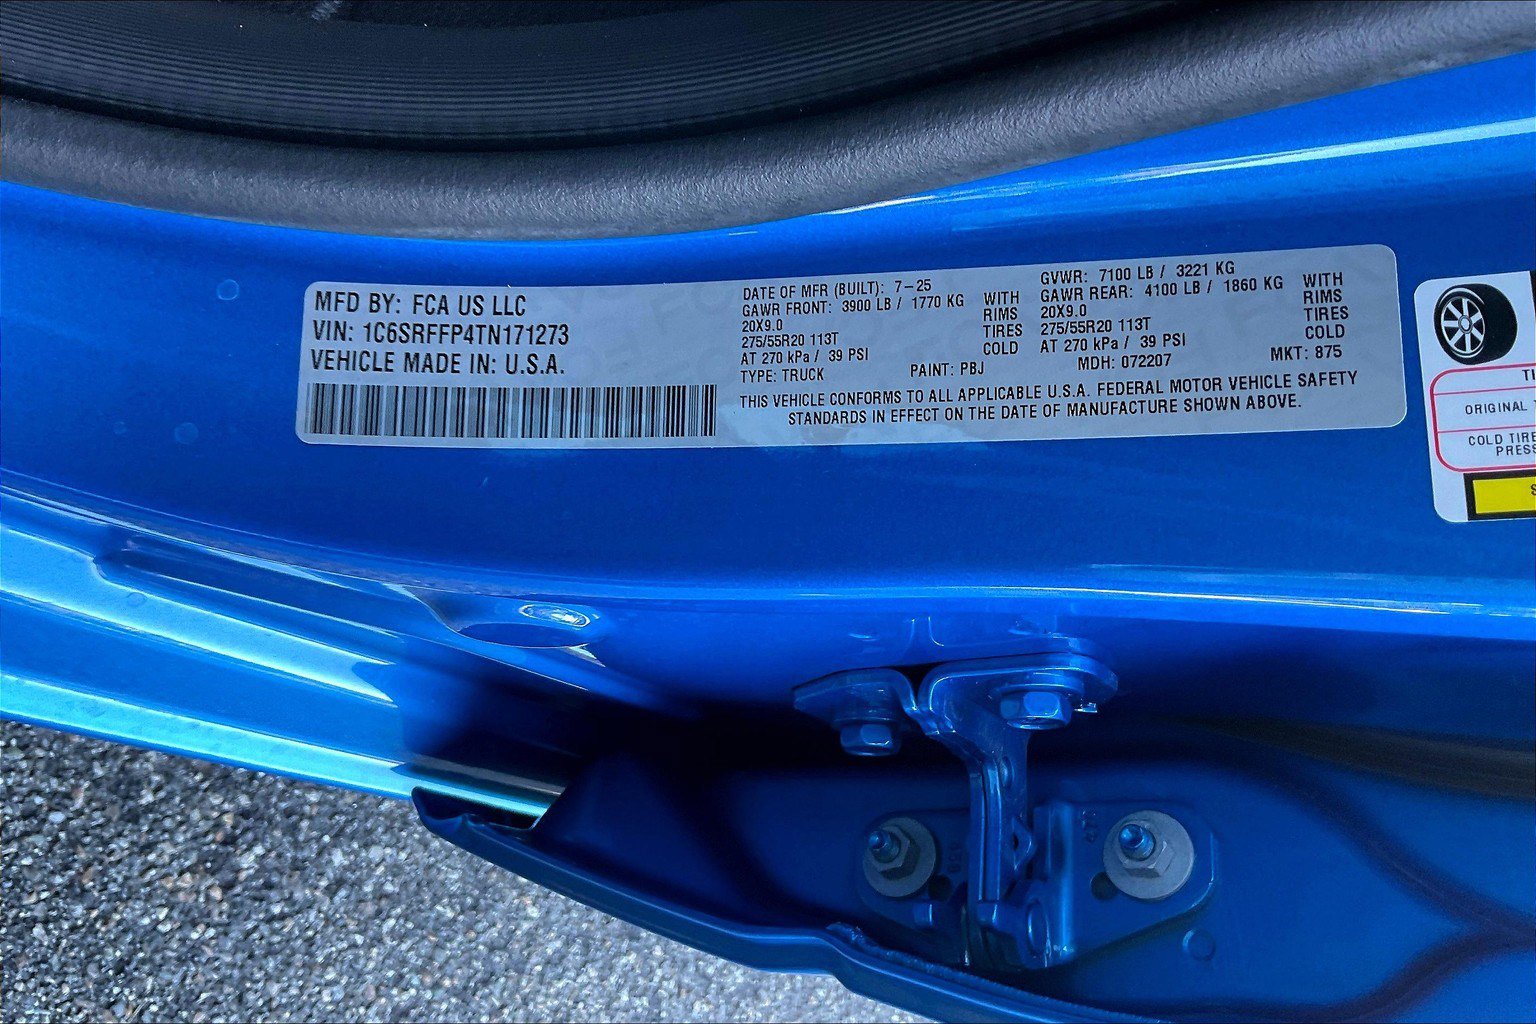 MFD BY: FCA US LLC
VIN: 1C6SRFFP4TN171273
VEHICLE MADE IN: U.S.A.
DATE OF MFR (BUILT): 7-25
GAWR FRONT: 3900 LB / 1770 KG WITH
20X9.0 RIMS
275/55R20 113T TIRES
AT 270 kPa / 39 PSI COLD
TYPE: TRUCK PAINT: PBJ
GVWR: 7100 LB / 3221 KG
GAWR REAR: 4100 LB / 1860 KG WITH
20X9.0 RIMS
275/55R20 113T TIRES
AT 270 kPa / 39 PSI COLD
MDH: 072207 MKT: 875
THIS VEHICLE CONFORMS TO ALL APPLICABLE U.S.A. FEDERAL MOTOR VEHICLE SAFETY
STANDARDS IN EFFECT ON THE DATE OF MANUFACTURE SHOWN ABOVE.
ORIGINAL
COLD